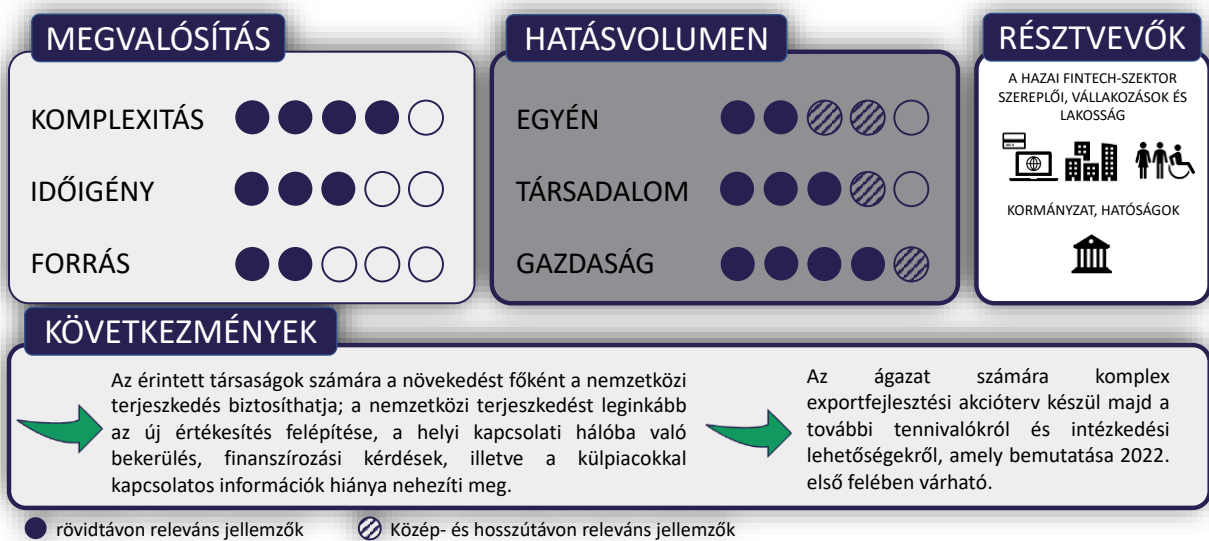 MEGVALÓSÍTÁS
KOMPLEXITÁS
IDŐIGÉNY
FORRÁS
HATÁSVOLUMEN
EGYÉN
TÁRSADALOM
GAZDASÁG
RÉSZTVEVŐK
A HAZAI FINTECH-SZEKTOR
SZEREPLŐI, VÁLLAKOZÁSOK ÉS
LAKOSSÁG
KORMÁNYZAT, HATÓSÁGOK
KÖVETKEZMÉNYEK
Az érintett társaságok számára a növekedést főként a nemzetközi
terjeszkedés biztosíthatja; a nemzetközi terjeszkedést leginkább
az új értékesítés felépítése, a helyi kapcsolati hálóba való
bekerülés, finanszírozási kérdések, illetve a külpiacokkal
kapcsolatos információk hiánya nehezíti meg.
Az ágazat számára komplex
exportfejlesztési akcióterv készül majd a
további tennivalókról és intézkedési
lehetőségekről, amely bemutatása 2022.
első felében várható.
rövidtávon releváns jellemzők
Közép- és hosszútávon releváns jellemzők